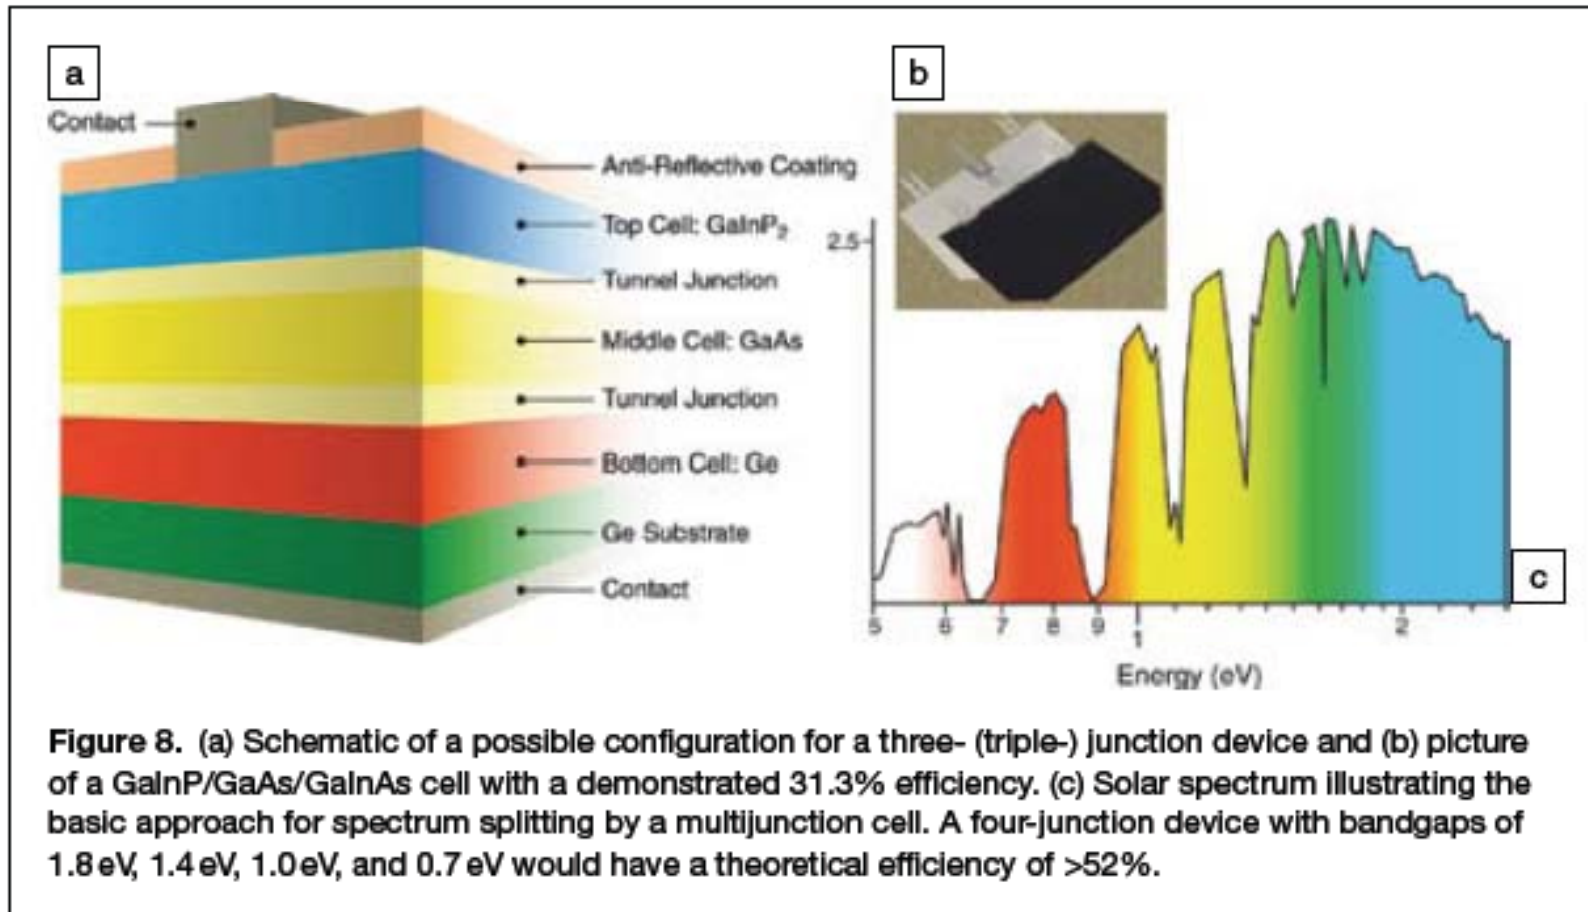 a
Contact
Anti-Reflective Coating
Top Cell: GaInP₂
Tunnel Junction
Middle Cell: GaAs
Tunnel Junction
Bottom Cell: Ge
Ge Substrate
Contact
b
2.5
c
5 6 7 8 9 1 2
Energy (eV)
Figure 8. (a) Schematic of a possible configuration for a three- (triple-) junction device and (b) picture
of a GaInP/GaAs/GaInAs cell with a demonstrated 31.3% efficiency. (c) Solar spectrum illustrating the
basic approach for spectrum splitting by a multijunction cell. A four-junction device with bandgaps of
1.8 eV, 1.4 eV, 1.0 eV, and 0.7 eV would have a theoretical efficiency of >52%.